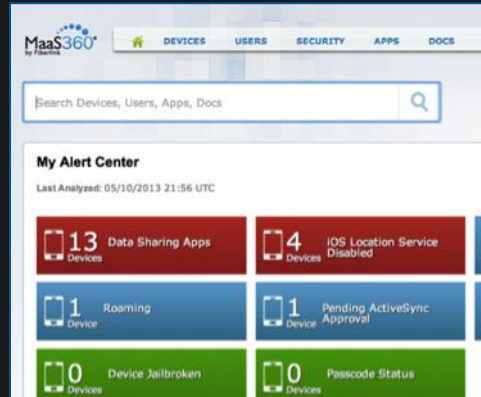 MaaS360
by Fiberlink
DEVICES USERS SECURITY APPS DOCS
Search Devices, Users, Apps, Docs
My Alert Center
Last Analyzed: 05/10/2013 21:56 UTC
13 Devices Data Sharing Apps
4 Devices iOS Location Service Disabled
1 Device Roaming
1 Device Pending ActiveSync Approval
0 Devices Device Jailbroken
0 Devices Passcode Status